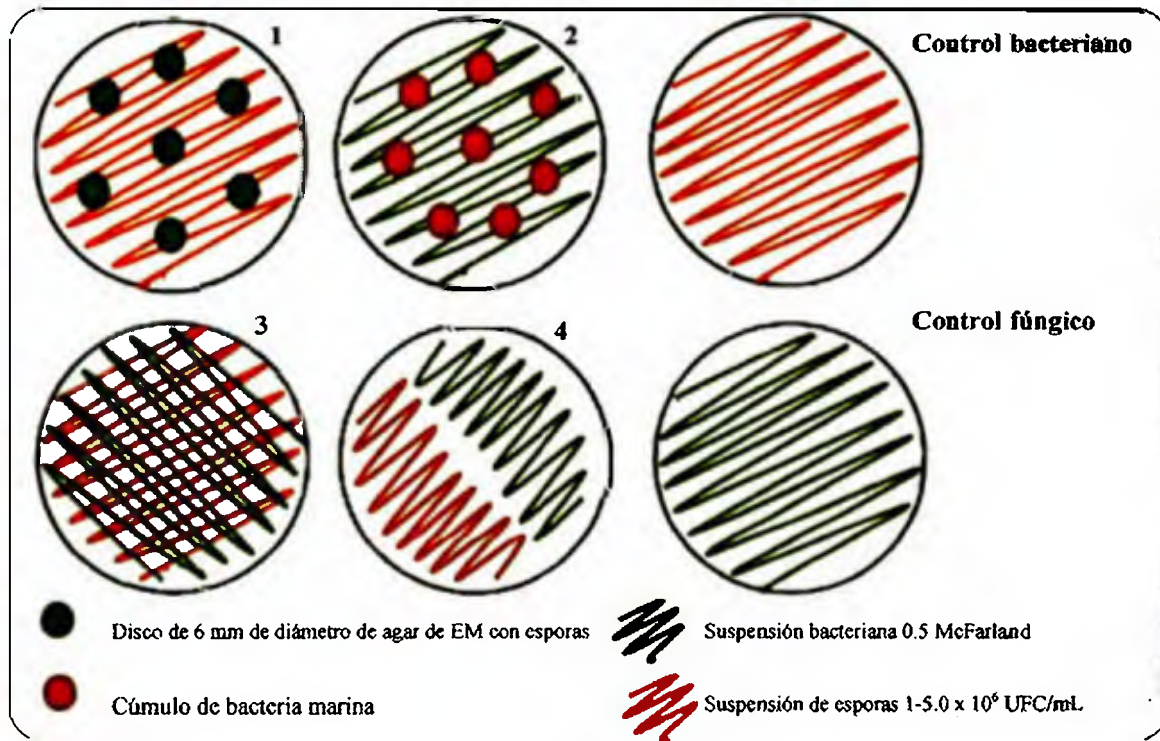 1
2
Control bacteriano
3
4
Control fúngico
Disco de 6 mm de diámetro de agar de EM con esporas
Suspensión bacteriana 0.5 McFarland
Cúmulo de bacteria marina
Suspensión de esporas 1-5.0 x 10⁶ UFC/mL